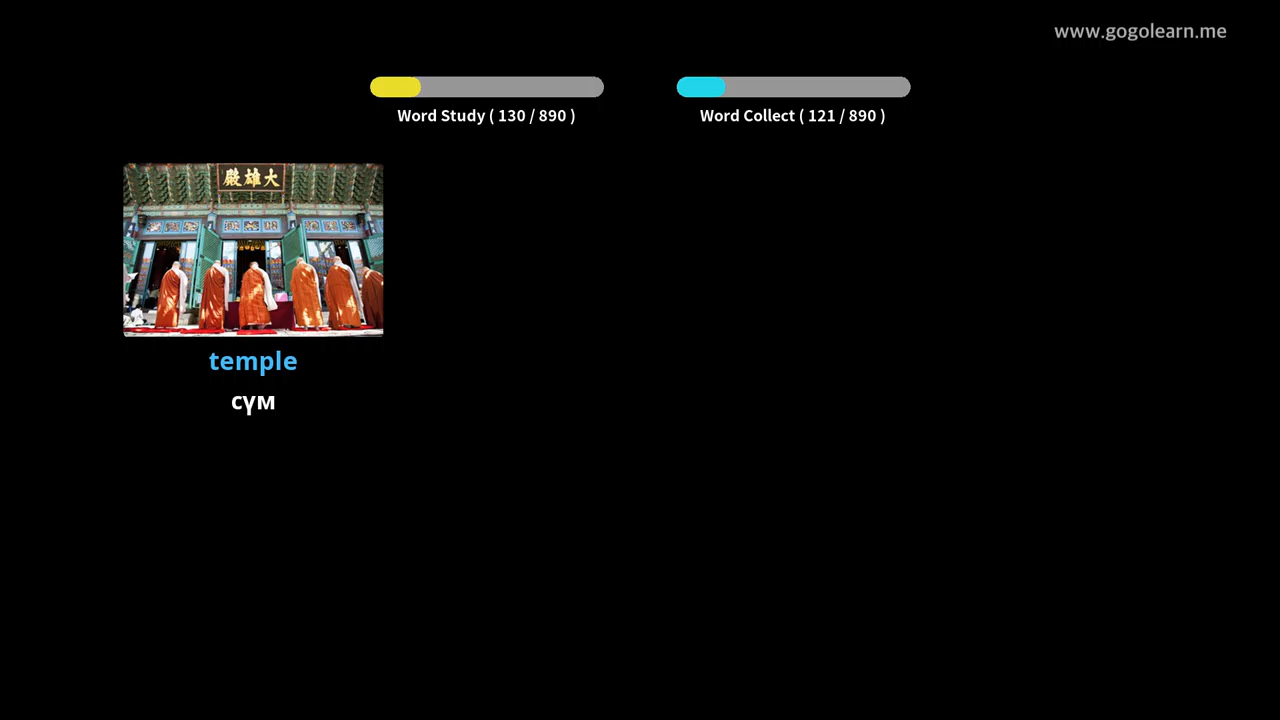 www.gogolearn.me
Word Study ( 130 / 890 )
Word Collect ( 121 / 890 )
大雄殿
temple
сүм